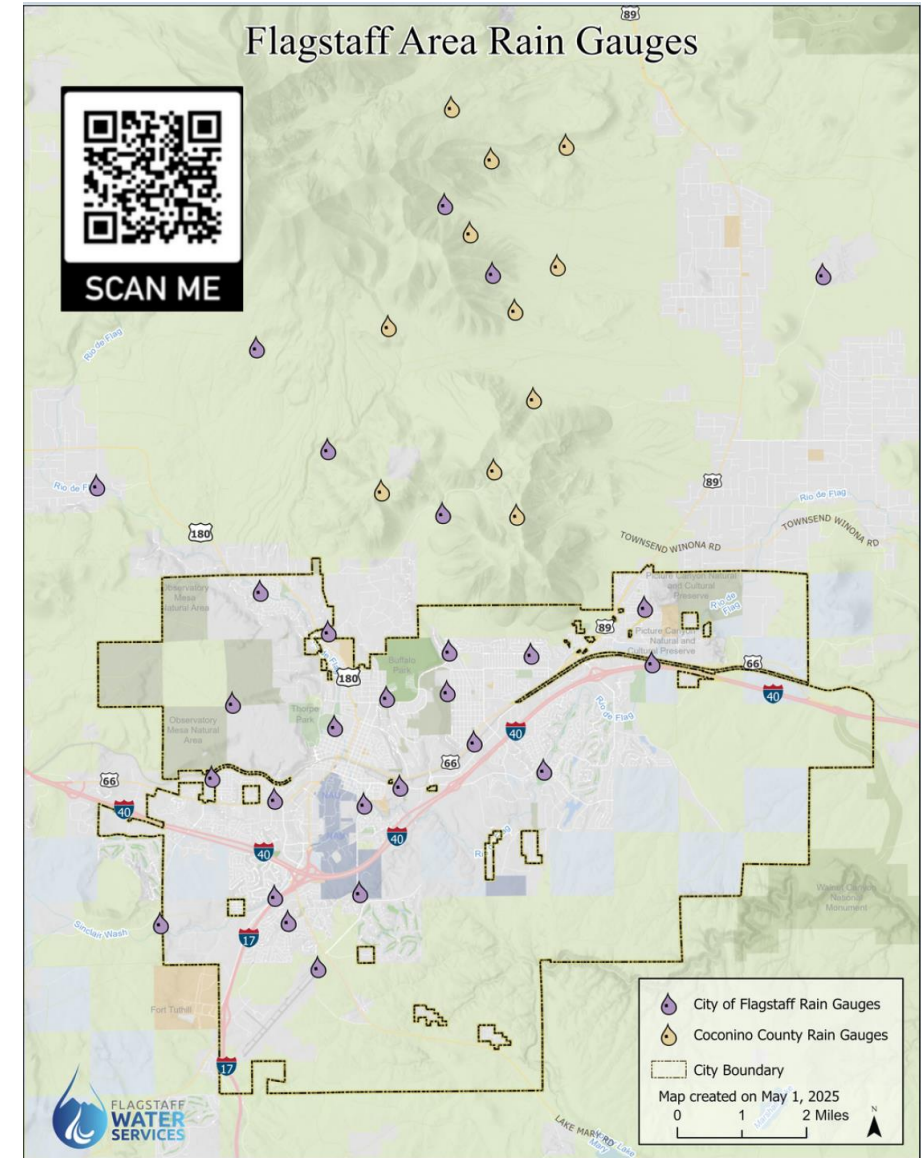 89
Flagstaff Area Rain Gauges
SCAN ME
Rio de Flag
89
Rio de F
Rio de Flag
TOWNSEND WINONA RD
TOWNSEND WINONA RD
180
Observatory
Mesa
Natural Area
Picture Canyon Natural
and Cultural
Preserve
Rio de
Flag
89
Picture Canyon
Natural and
Cultural Preserve
Buffalo
Park
66
180
40
Thorpe
Park
Rio de
Flag
Observatory
Mesa Natural
Area
40
66
66
40
40
40
Walnut Canyon
National
Monument
Sinclair Wash
17
Fort Tuthill
17
City of Flagstaff Rain Gauges
Coconino County Rain Gauges
City Boundary
Map created on May 1, 2025
0 1 2 Miles
N
FLAGSTAFF
WATER
SERVICES
LAKE MARY RD
Lake
Mary